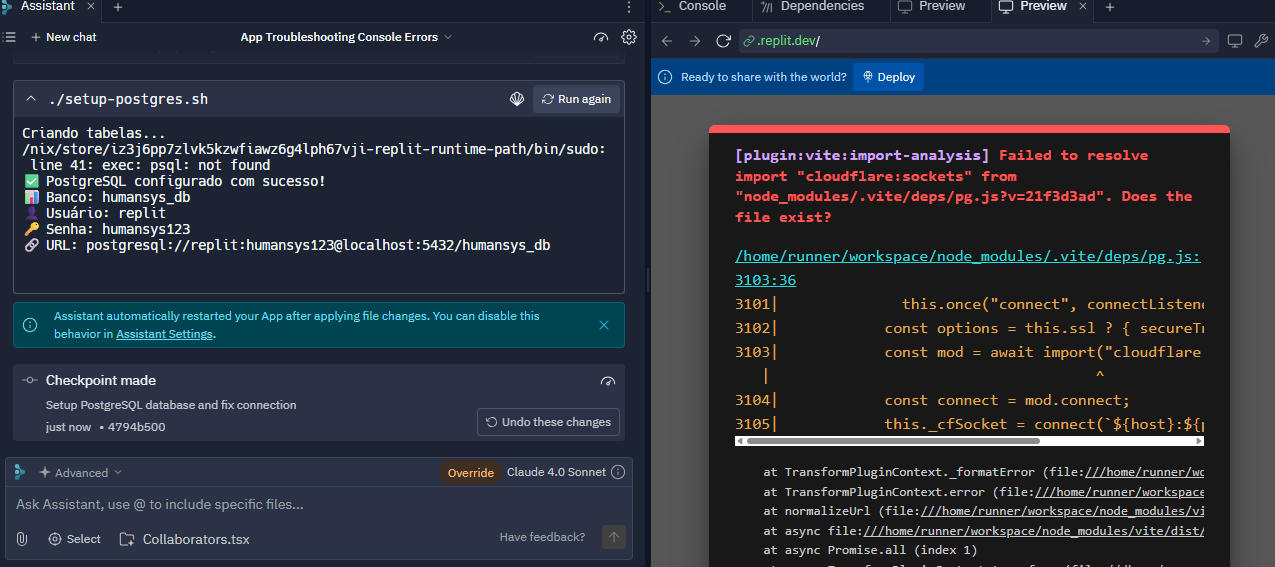 Assistant
New chat
App Troubleshooting Console Errors
./setup-postgres.sh
Run again
Criando tabelas...
/nix/store/iz3j6pp7zlvk5kzwfiawz6g4lph67vji-replit-runtime-path/bin/sudo:
line 41: exec: psql: not found
PostgreSQL configurado com sucesso!
Banco: humansys_db
Usuário: replit
Senha: humansys123
URL: postgresql://replit:humansys123@localhost:5432/humansys_db
Assistant automatically restarted your App after applying file changes. You can disable this
behavior in Assistant Settings.
Checkpoint made
Setup PostgreSQL database and fix connection
just now • 4794b500
Undo these changes
Advanced
Override
Claude 4.0 Sonnet
Ask Assistant, use @ to include specific files...
Select
Collaborators.tsx
Have feedback?
Console
Dependencies
Preview
Preview
.replit.dev/
Ready to share with the world?
Deploy
[plugin:vite:import-analysis] Failed to resolve
import "cloudflare:sockets" from
"node_modules/.vite/deps/pg.js?v=21f3d3ad". Does the
file exist?
/home/runner/workspace/node_modules/.vite/deps/pg.js:
3103:36
3101| this.once("connect", connectListene
3102| const options = this.ssl ? { secureTr
3103| const mod = await import("cloudflare
| ^
3104| const connect = mod.connect;
3105| this._cfSocket = connect(`${host}:${p
at TransformPluginContext._formatError (file:///home/runner/wo
at TransformPluginContext.error (file:///home/runner/workspace
at normalizeUrl (file:///home/runner/workspace/node_modules/vi
at async file:///home/runner/workspace/node_modules/vite/dist/
at async Promise.all (index 1)